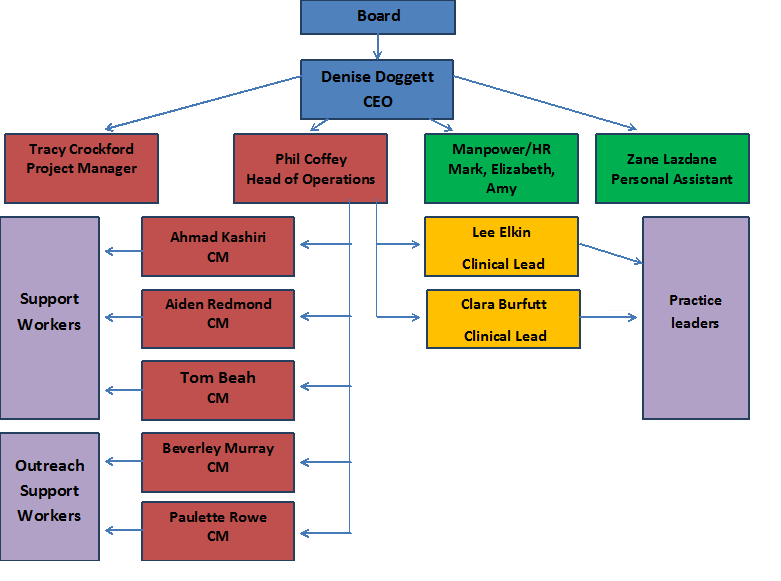 Board
Denise Doggett
CEO
Tracy Crockford
Project Manager
Phil Coffey
Head of Operations
Manpower/HR
Mark, Elizabeth,
Amy
Zane Lazdane
Personal Assistant
Support
Workers
Ahmad Kashiri
CM
Aiden Redmond
CM
Tom Beah
CM
Lee Elkin
Clinical Lead
Clara Burfutt
Clinical Lead
Practice
leaders
Outreach
Support
Workers
Beverley Murray
CM
Paulette Rowe
CM